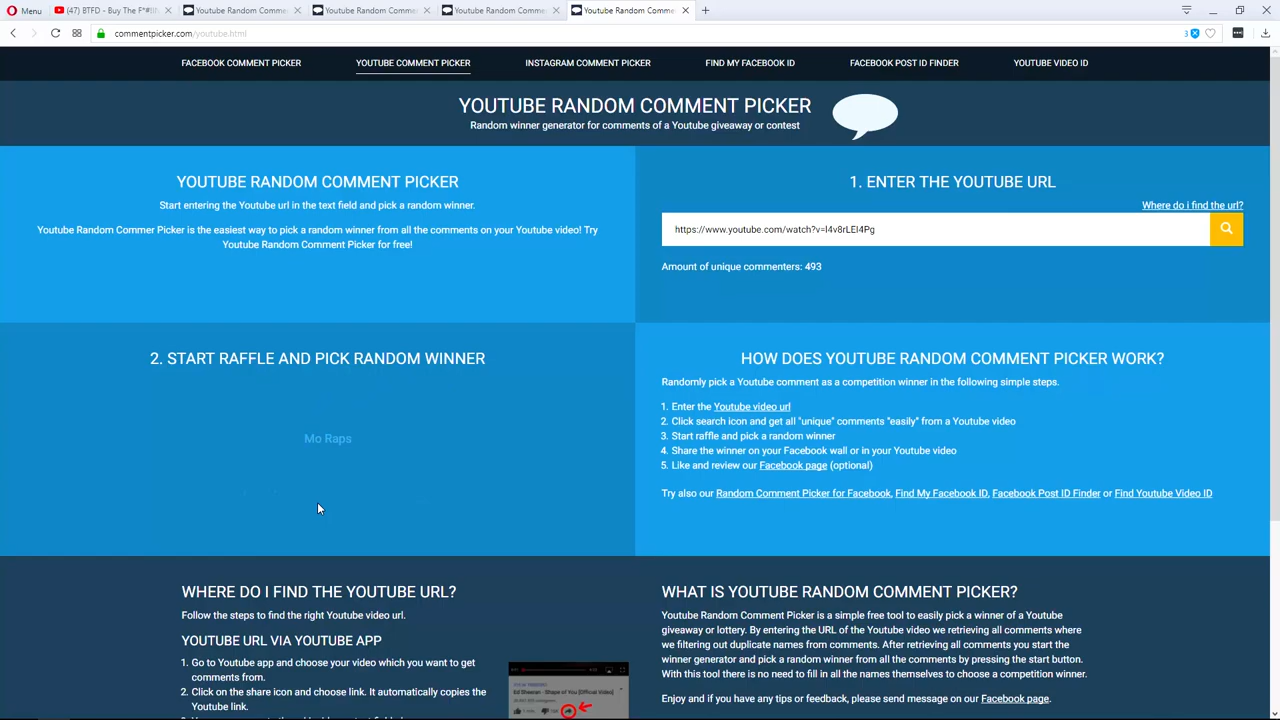 Menu
(47) BTFD - Buy The F*#
Youtube Random Comme
Youtube Random Comme
Youtube Random Comme
Youtube Random Comme
commentpicker.com/youtube.html
3
FACEBOOK COMMENT PICKER
YOUTUBE COMMENT PICKER
INSTAGRAM COMMENT PICKER
FIND MY FACEBOOK ID
FACEBOOK POST ID FINDER
YOUTUBE VIDEO ID
YOUTUBE RANDOM COMMENT PICKER
Random winner generator for comments of a Youtube giveaway or contest
YOUTUBE RANDOM COMMENT PICKER
Start entering the Youtube url in the text field and pick a random winner.
Youtube Random Commer Picker is the easiest way to pick a random winner from all the comments on your Youtube video! Try
Youtube Random Comment Picker for free!
1. ENTER THE YOUTUBE URL
Where do i find the url?
https://www.youtube.com/watch?v=l4v8rLEI4Pg
Amount of unique commenters: 493
2. START RAFFLE AND PICK RANDOM WINNER
Mo Raps
HOW DOES YOUTUBE RANDOM COMMENT PICKER WORK?
Randomly pick a Youtube comment as a competition winner in the following simple steps.
1. Enter the Youtube video url
2. Click search icon and get all "unique" comments "easily" from a Youtube video
3. Start raffle and pick a random winner
4. Share the winner on your Facebook wall or in your Youtube video
5. Like and review our Facebook page (optional)
Try also our Random Comment Picker for Facebook, Find My Facebook ID, Facebook Post ID Finder or Find Youtube Video ID
WHERE DO I FIND THE YOUTUBE URL?
Follow the steps to find the right Youtube video url.
YOUTUBE URL VIA YOUTUBE APP
1. Go to Youtube app and choose your video which you want to get
comments from.
2. Click on the share icon and choose link. It automatically copies the
Youtube link.
Ed Sheeran - Shape of You [Official Video]
WHAT IS YOUTUBE RANDOM COMMENT PICKER?
Youtube Random Comment Picker is a simple free tool to easily pick a winner of a Youtube
giveaway or lottery. By entering the URL of the Youtube video we retrieving all comments where
we filtering out duplicate names from comments. After retrieving all comments you start the
winner generator and pick a random winner from all the comments by pressing the start button.
With this tool there is no need to fill in all the names themselves to choose a competition winner.
Enjoy and if you have any tips or feedback, please send message on our Facebook page.